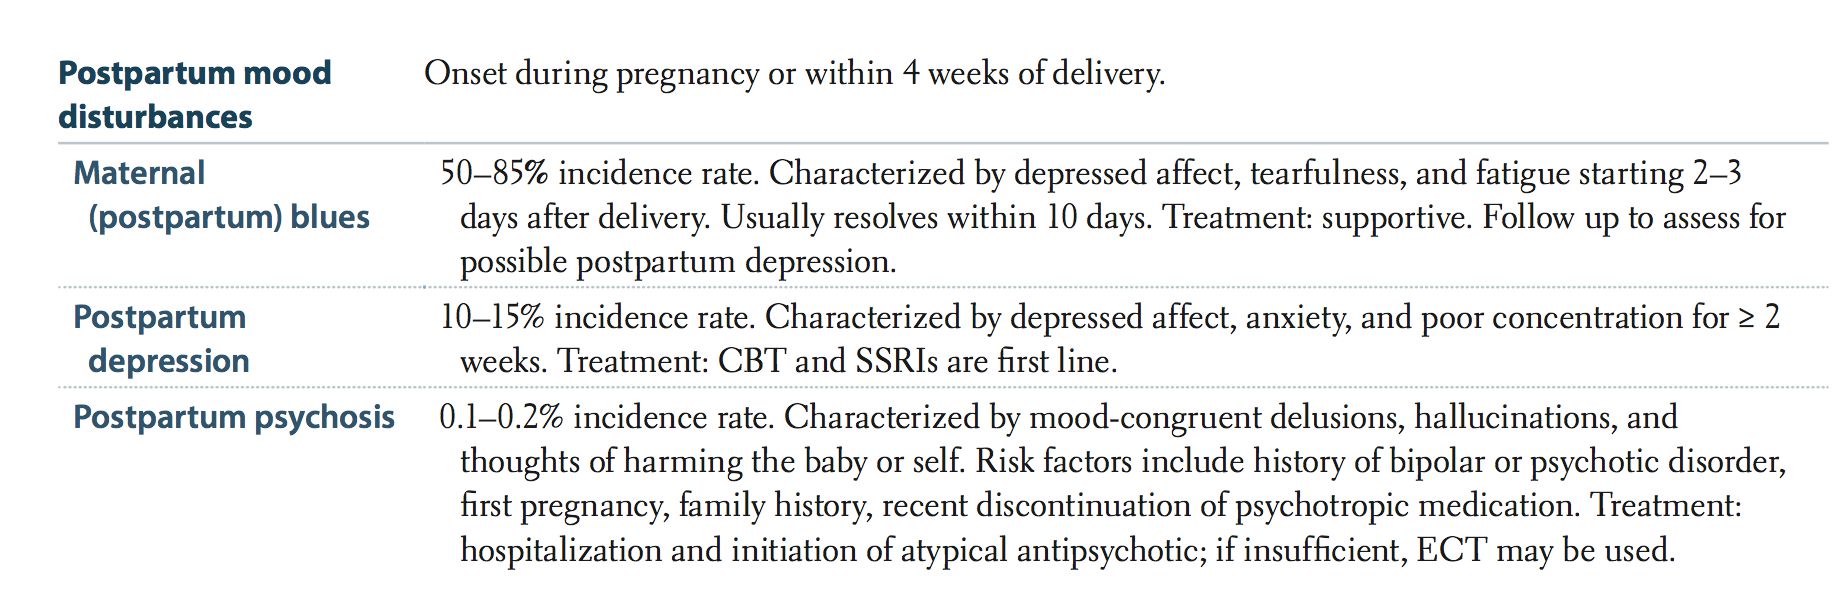 Postpartum mood disturbances
Onset during pregnancy or within 4 weeks of delivery.
Maternal (postpartum) blues
50–85% incidence rate. Characterized by depressed affect, tearfulness, and fatigue starting 2–3
days after delivery. Usually resolves within 10 days. Treatment: supportive. Follow up to assess for
possible postpartum depression.
Postpartum depression
10–15% incidence rate. Characterized by depressed affect, anxiety, and poor concentration for ≥ 2
weeks. Treatment: CBT and SSRIs are first line.
Postpartum psychosis
0.1–0.2% incidence rate. Characterized by mood-congruent delusions, hallucinations, and
thoughts of harming the baby or self. Risk factors include history of bipolar or psychotic disorder,
first pregnancy, family history, recent discontinuation of psychotropic medication. Treatment:
hospitalization and initiation of atypical antipsychotic; if insufficient, ECT may be used.